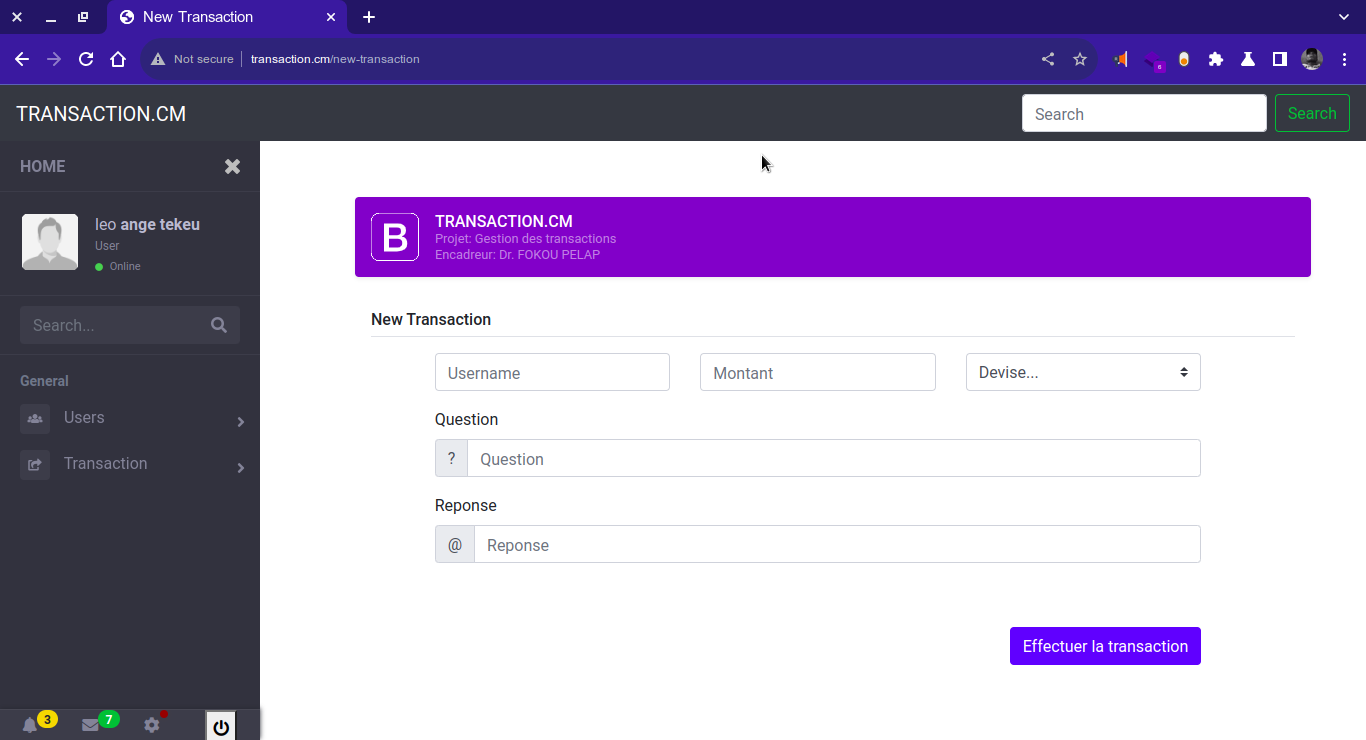 New Transaction
Not secure
transaction.cm/new-transaction
6
TRANSACTION.CM
Search
Search
HOME
leo ange tekeu
User
Online
Search...
General
Users
Transaction
3
7
B
TRANSACTION.CM
Projet: Gestion des transactions
Encadreur: Dr. FOKOU PELAP
New Transaction
Username
Montant
Devise...
Question
? Question
Reponse
@ Reponse
Effectuer la transaction